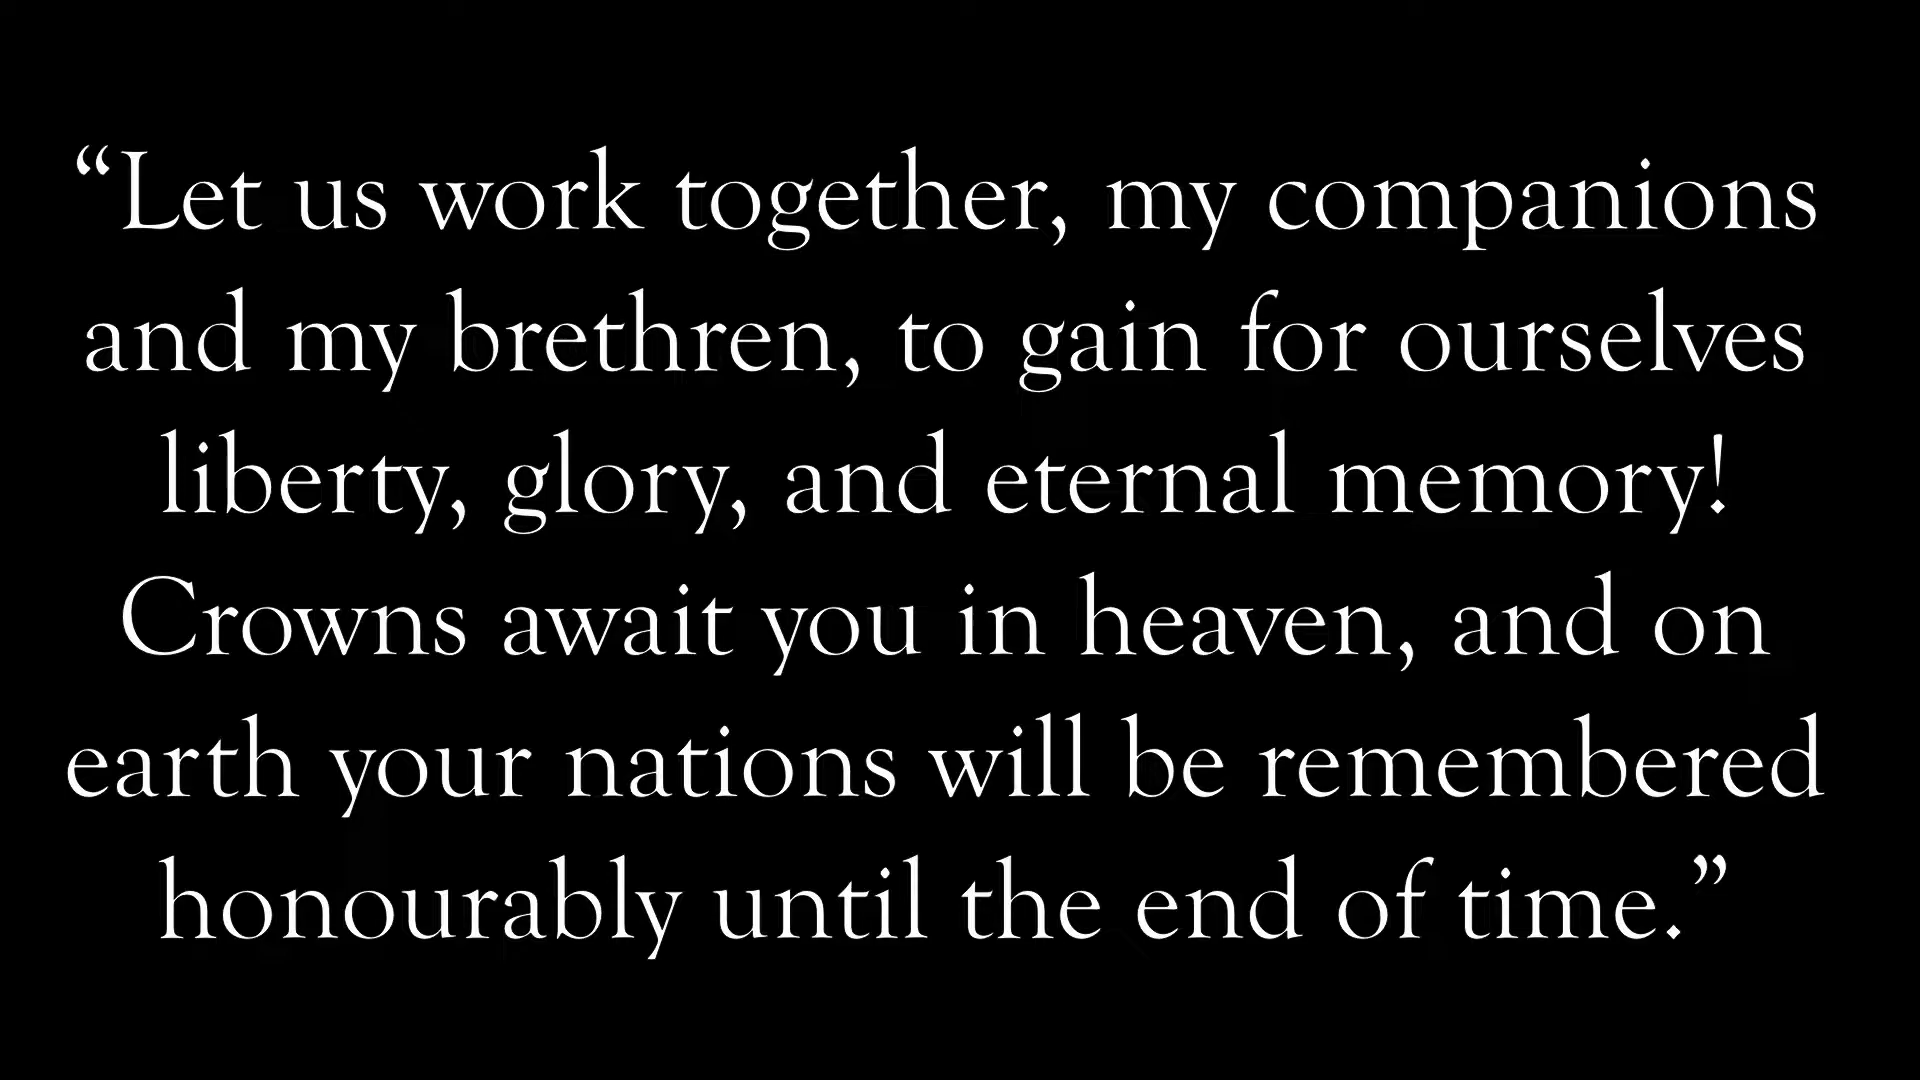 “Let us work together, my companions
and my brethren, to gain for ourselves
liberty, glory, and eternal memory!
Crowns await you in heaven, and on
earth your nations will be remembered
honourably until the end of time.”